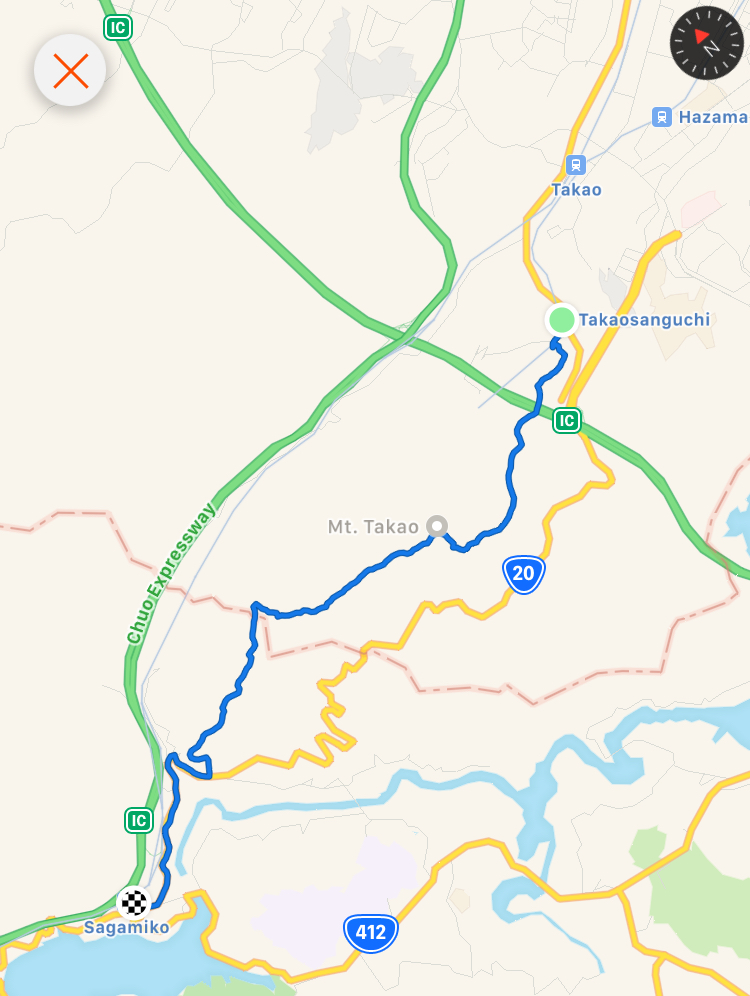 IC
N
Hazama
Takao
Takaosanguchi
IC
Mt. Takao
Chuo Expressway
20
IC
Sagamiko
412